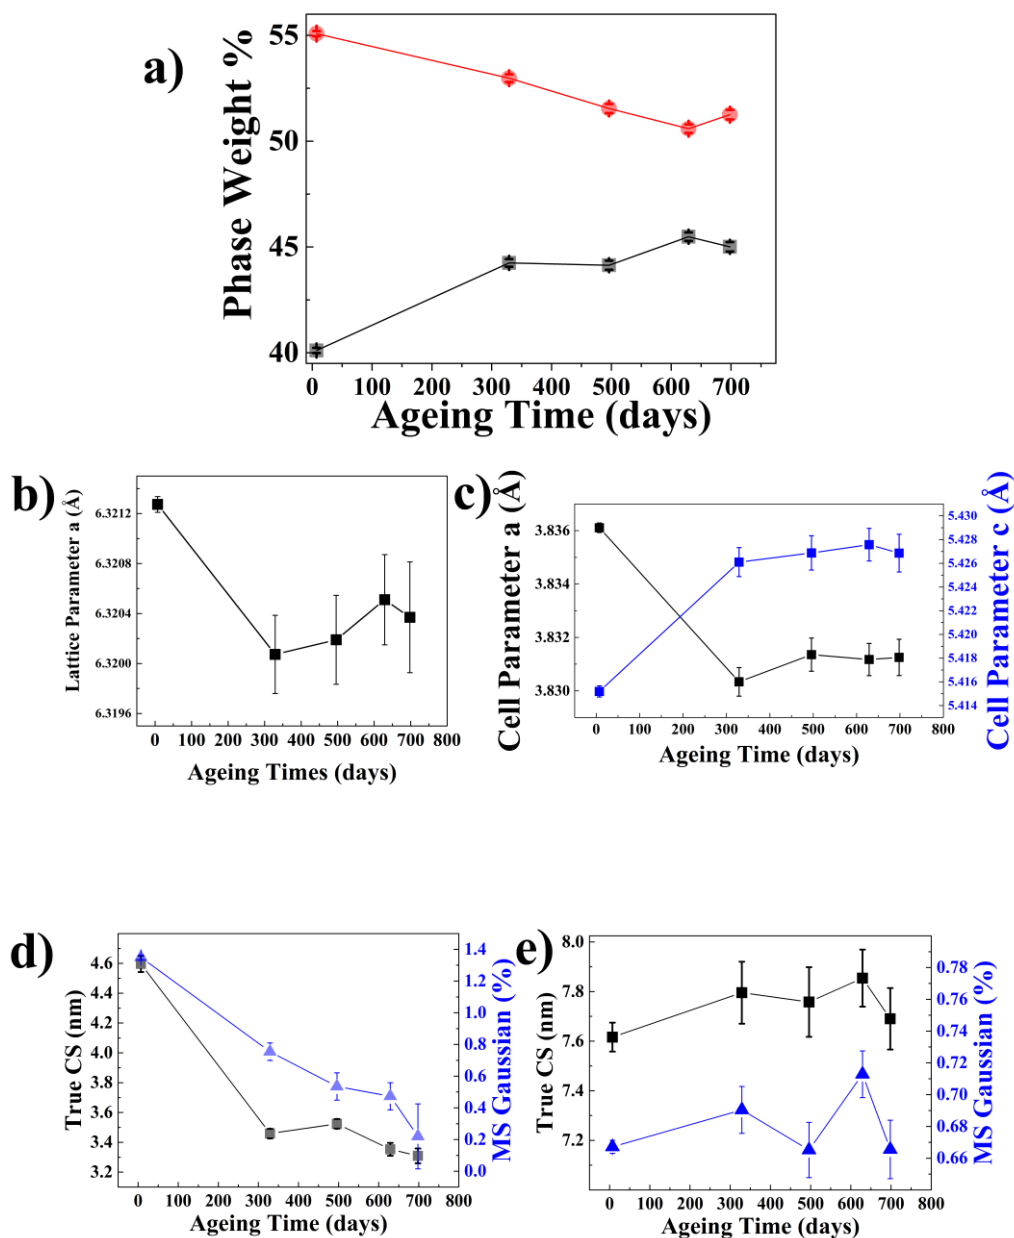 a)
Phase Weight %
55
50
45
40
0 100 200 300 400 500 600 700
Ageing Time (days)
b)
Lattice Parameter a (Å)
6.3212
6.3208
6.3204
6.3200
6.3196
0 100 200 300 400 500 600 700 800
Ageing Times (days)
c)
Cell Parameter a (Å)
3.836
3.834
3.832
3.830
Cell Parameter c (Å)
5.430
5.428
5.426
5.424
5.422
5.420
5.418
5.416
5.414
0 100 200 300 400 500 600 700 800
Ageing Time (days)
d)
True CS (nm)
4.6
4.4
4.2
4.0
3.8
3.6
3.4
3.2
MS Gaussian (%)
1.4
1.2
1.0
0.8
0.6
0.4
0.2
0.0
0 100 200 300 400 500 600 700 800
Ageing Time (days)
e)
True CS (nm)
8.0
7.8
7.6
7.4
7.2
MS Gaussian (%)
0.78
0.76
0.74
0.72
0.70
0.68
0.66
0 100 200 300 400 500 600 700 800
Ageing Time (days)